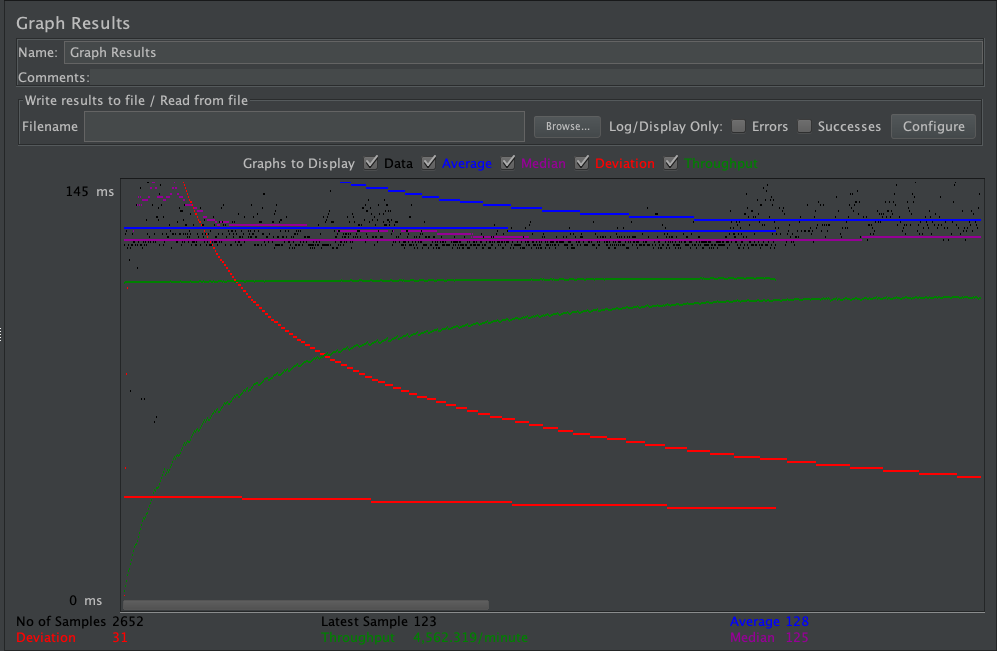 Graph Results
Name: Graph Results
Comments:
Write results to file / Read from file
Filename Browse... Log/Display Only: Errors Successes Configure
Graphs to Display Data Average Median Deviation Throughput
145 ms
0 ms
No of Samples 2652 Latest Sample 123 Average 128
Deviation 31 Throughput 4,562.319/minute Median